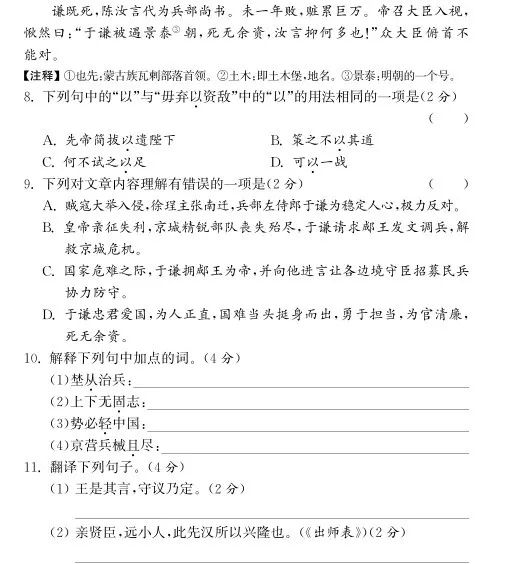 谦既死,陈汝言代为兵部尚书。未一年败,赃累巨万。帝召大臣入视,
愀然曰:“于谦被遇景泰③朝,死无余资,汝言抑何多也!”众大臣俯首不
能对。
【注释】①也先:蒙古族瓦剌部落首领。②土木:即土木堡,地名。③景泰:明朝的一个号。
8. 下列句中的“以”与“毋弃以资敌”中的“以”的用法相同的一项是(2分)
( )
A. 先帝简拔以遗陛下
B. 策之不以其道
C. 何不试之以足
D. 可以一战
9. 下列对文章内容理解有错误的一项是(2分) ( )
A. 贼寇大举入侵,徐珵主张南迁,兵部左侍郎于谦为稳定人心,极力反对。
B. 皇帝亲征失利,京城精锐部队丧失殆尽,于谦请求郕王发文调兵,解
救京城危机。
C. 国家危难之际,于谦拥郕王为帝,并向他进言让各边境守臣招募民兵
协力防守。
D. 于谦忠君爱国,为人正直,国难当头挺身而出,勇于担当,为官清廉,
死无余资。
10. 解释下列句中加点的词。(4分)
(1)埜从治兵:
(2)上下无固志:
(3)势必轻中国:
(4)京营兵械且尽:
11. 翻译下列句子。(4分)
(1) 王是其言,守议乃定。(2分)
(2) 亲贤臣,远小人,此先汉所以兴隆也。(《出师表》)(2分)